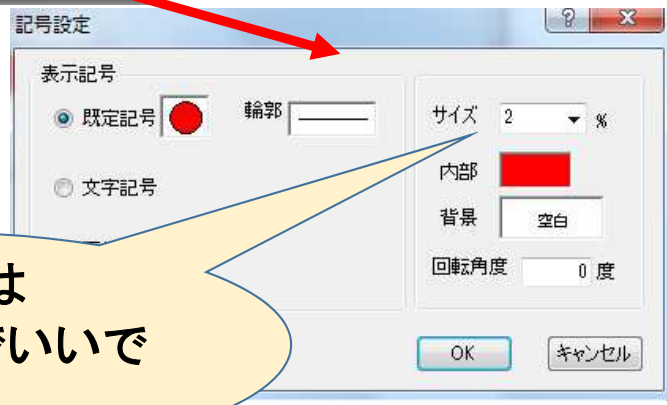 記号設定
表示記号
既定記号 輪郭
文字記号
サイズ 2 %
内部
背景 空白
回転角度 0 度
は
でいいで
OK キャンセル